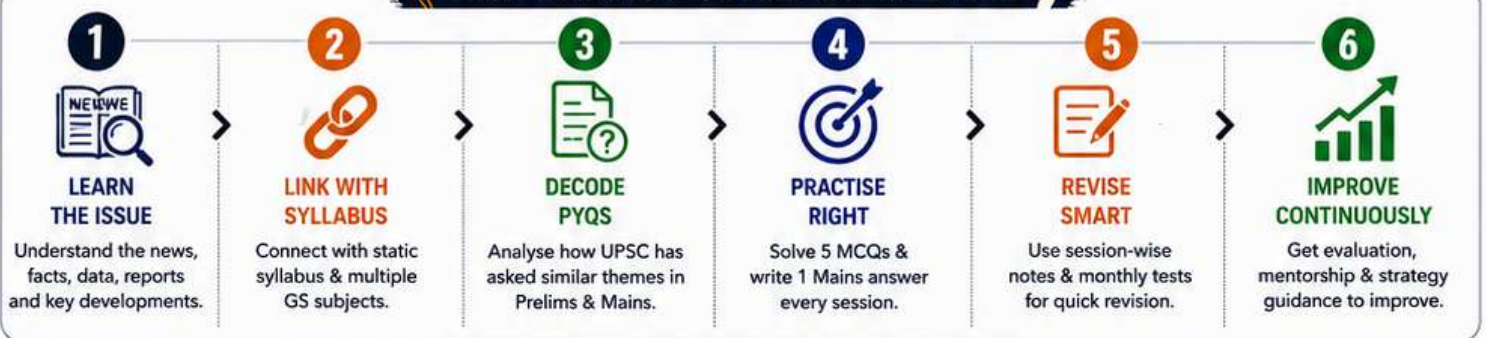 1
NEWWE
LEARN
THE ISSUE
Understand the news,
facts, data, reports
and key developments.
2
LINK WITH
SYLLABUS
Connect with static
syllabus & multiple
GS subjects.
3
DECODE
PYQS
Analyse how UPSC has
asked similar themes in
Prelims & Mains.
4
PRACTISE
RIGHT
Solve 5 MCQs &
write 1 Mains answer
every session.
5
REVISE
SMART
Use session-wise
notes & monthly tests
for quick revision.
6
IMPROVE
CONTINUOUSLY
Get evaluation,
mentorship & strategy
guidance to improve.